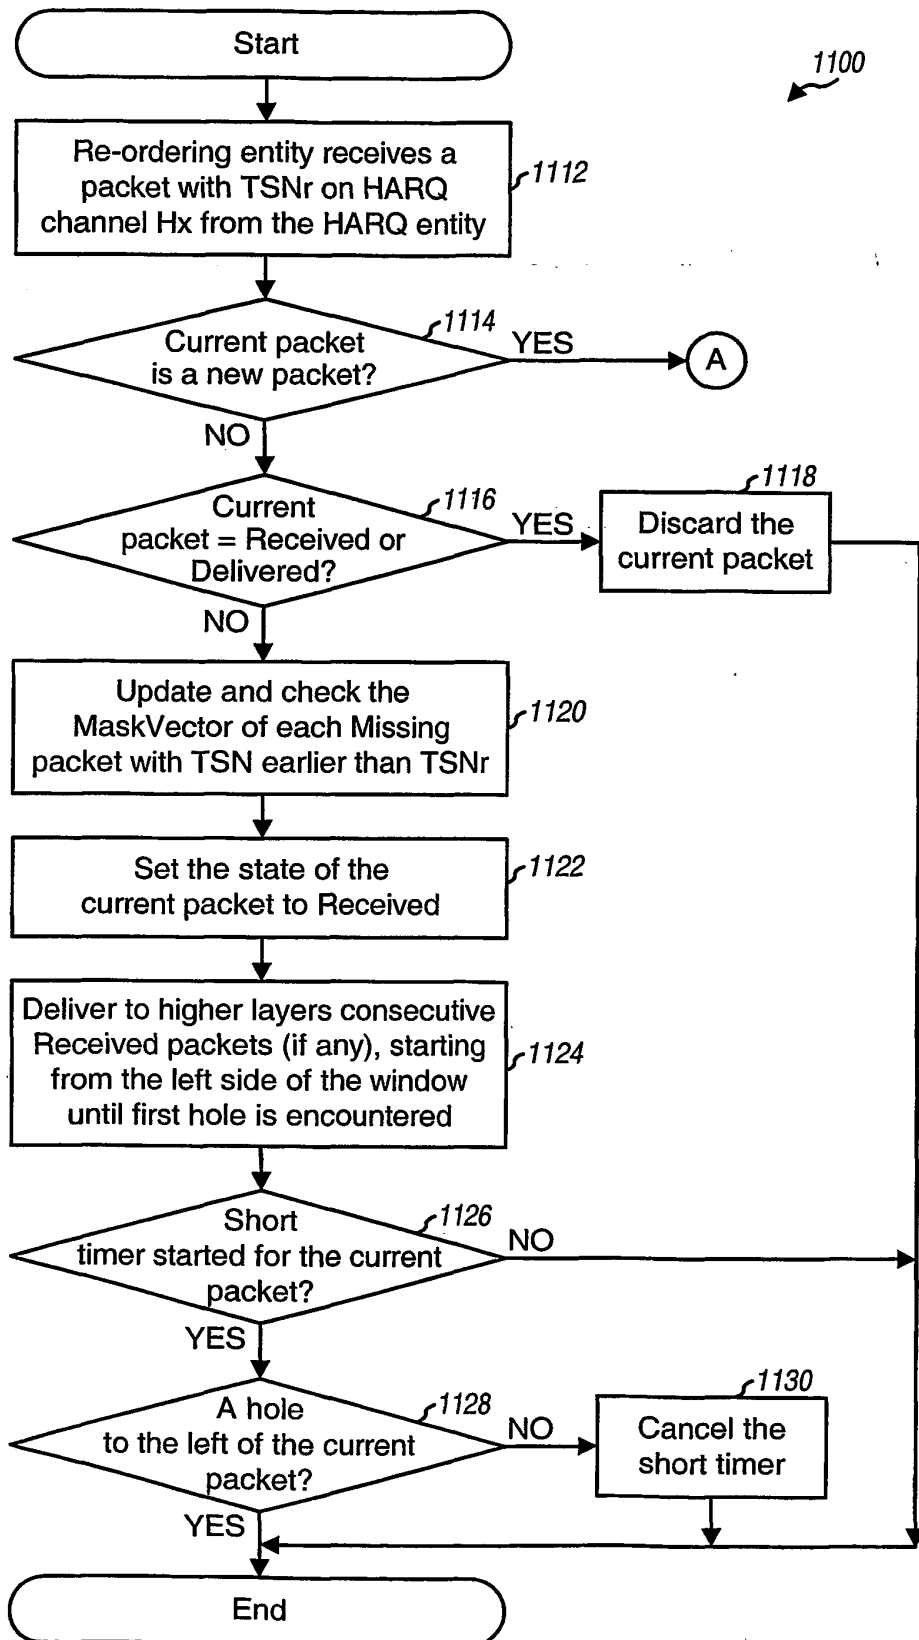 Start
1100
Re-ordering entity receives a
packet with TSNr on HARQ
channel Hx from the HARQ entity
1112
Current packet
is a new packet?
1114
YES
A
NO
Current
packet = Received or
Delivered?
1116
YES
Discard the
current packet
1118
NO
Update and check the
MaskVector of each Missing
packet with TSN earlier than TSNr
1120
Set the state of the
current packet to Received
1122
Deliver to higher layers consecutive
Received packets (if any), starting
from the left side of the window
until first hole is encountered
1124
Short
timer started for the current
packet?
1126
NO
YES
A hole
to the left of the current
packet?
1128
NO
Cancel the
short timer
1130
YES
End